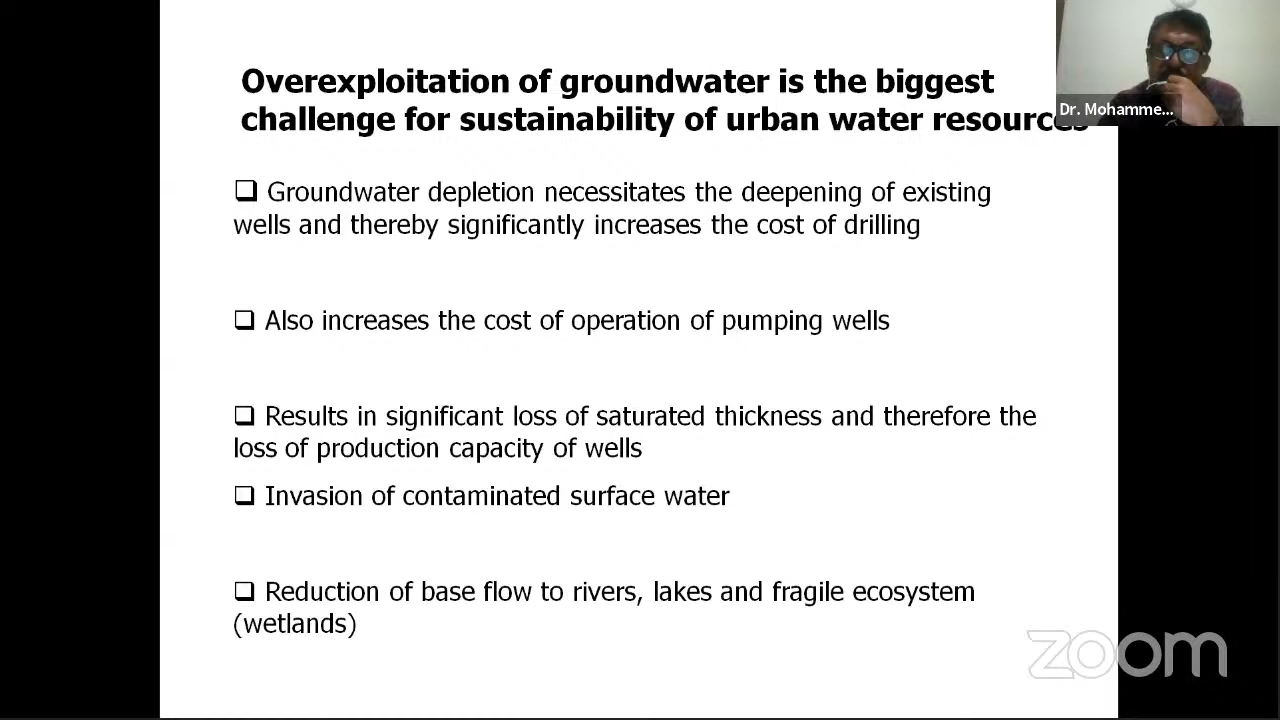 Overexploitation of groundwater is the biggest
challenge for sustainability of urban water resources
Dr. Mohamme...
❑ Groundwater depletion necessitates the deepening of existing
wells and thereby significantly increases the cost of drilling
❑ Also increases the cost of operation of pumping wells
❑ Results in significant loss of saturated thickness and therefore the
loss of production capacity of wells
❑ Invasion of contaminated surface water
❑ Reduction of base flow to rivers, lakes and fragile ecosystem
(wetlands)
zoom